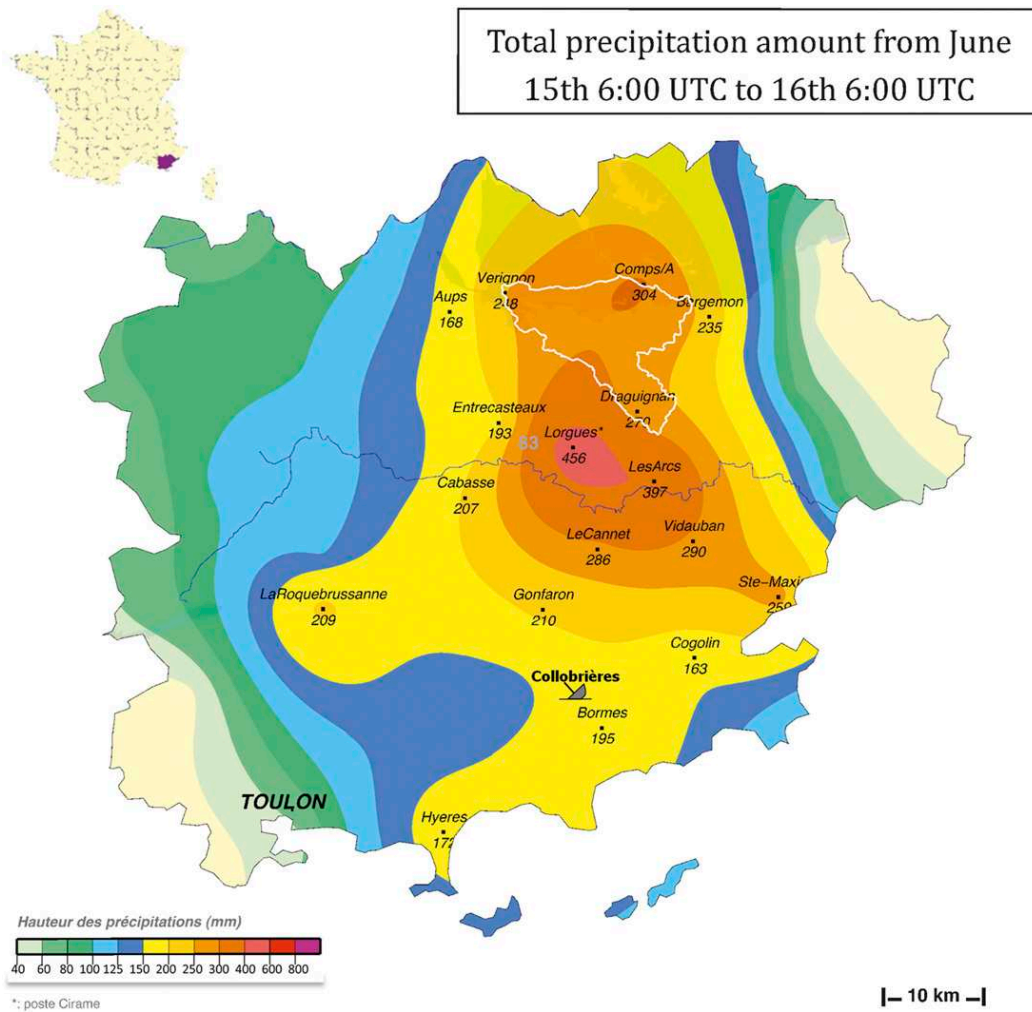 Total precipitation amount from June
15th 6:00 UTC to 16th 6:00 UTC
Comps/A
304
Verignon
Aups
168
Bargemon
235
Draguignan
270
Entrecasteaux
193
83
Lorgues*
456
LesArcs
397
Cabasse
207
LeCannet
286
Vidauban
290
Ste-Maxi
LaRoquebrussanne
209
Gonfaron
210
Cogolin
163
Collobrières
Bormes
195
TOULON
Hyeres
172
Hauteur des précipitations (mm)
40 60 80 100 125 150 200 250 300 400 600 800
*: poste Cirame
10 km